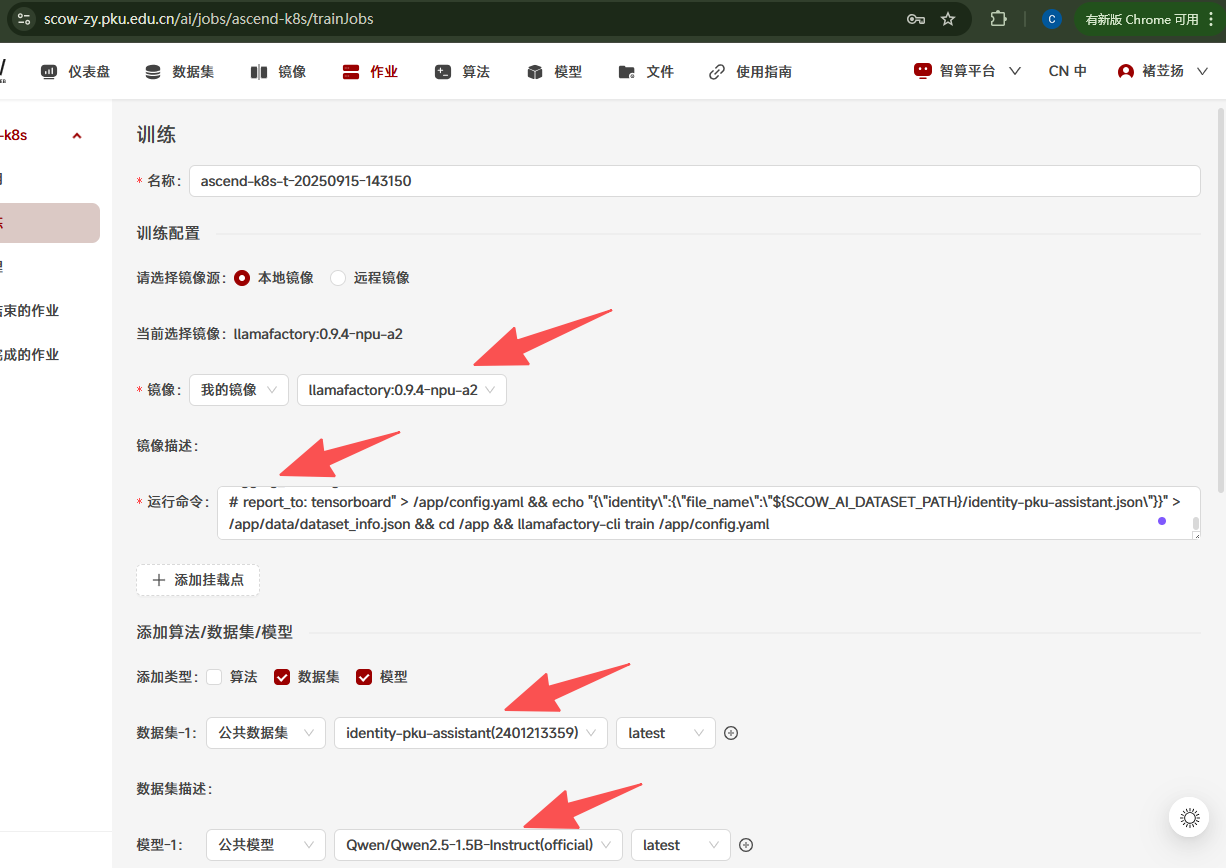 scow-zy.pku.edu.cn/ai/jobs/ascend-k8s/trainJobs
C
有新版 Chrome 可用
仪表盘
数据集
镜像
作业
算法
模型
文件
使用指南
智算平台
CN 中
褚苙扬
-k8s
训练
* 名称:
ascend-k8s-t-20250915-143150
训练配置
请选择镜像源: 本地镜像 远程镜像
束的作业
当前选择镜像: llamafactory:0.9.4-npu-a2
成的作业
* 镜像: 我的镜像 llamafactory:0.9.4-npu-a2
镜像描述:
* 运行命令: # report_to: tensorboard" > /app/config.yaml && echo "{\"identity\":{\"file_name\":\"${SCOW_AI_DATASET_PATH}/identity-pku-assistant.json\"}}" >
/app/data/dataset_info.json && cd /app && llamafactory-cli train /app/config.yaml
添加挂载点
添加算法/数据集/模型
添加类型: 算法 数据集 模型
数据集-1: 公共数据集 identity-pku-assistant(2401213359) latest
数据集描述:
模型-1: 公共模型 Qwen/Qwen2.5-1.5B-Instruct(official) latest